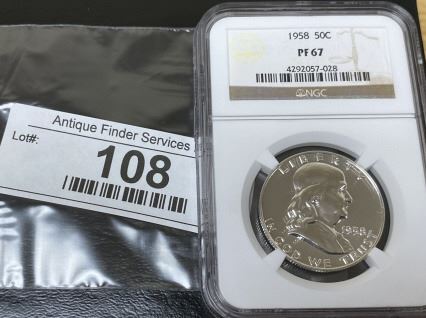 Antique Finder Services
Lot#:
108
1958 50C
PF 67
4292057-028
NGC
LIBERTY
1958
IN GOD WE TRUST